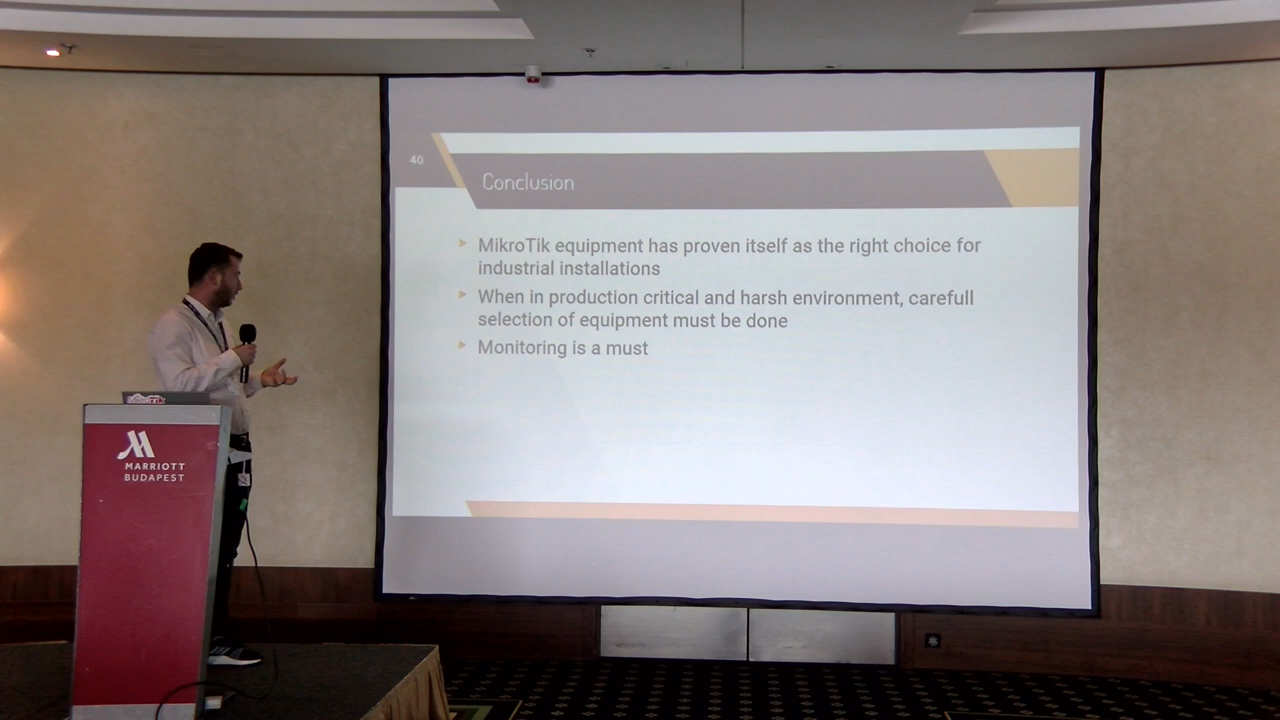 40
Conclusion
MikroTik equipment has proven itself as the right choice for
industrial installations
When in production critical and harsh environment, carefull
selection of equipment must be done
Monitoring is a must
MARRIOTT
BUDAPEST